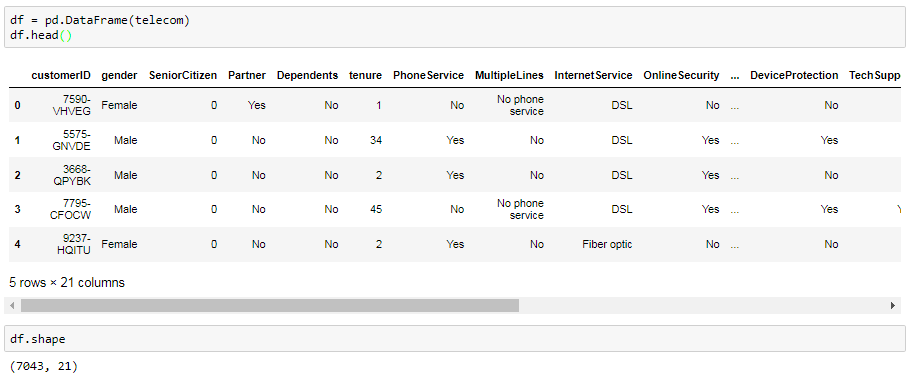 df = pd.DataFrame(telecom)
df.head()
customerID gender SeniorCitizen Partner Dependents tenure PhoneService MultipleLines InternetService OnlineSecurity ... DeviceProtection TechSupp
0 7590-VHVEG Female 0 Yes No 1 No No phone service DSL No ... No
1 5575-GNVDE Male 0 No No 34 Yes No DSL Yes ... Yes
2 3668-QPYBK Male 0 No No 2 Yes No DSL Yes ... No
3 7795-CFOCW Male 0 No No 45 No No phone service DSL Yes ... Yes Y
4 9237-HQITU Female 0 No No 2 Yes No Fiber optic No ... No
5 rows × 21 columns
df.shape
(7043, 21)